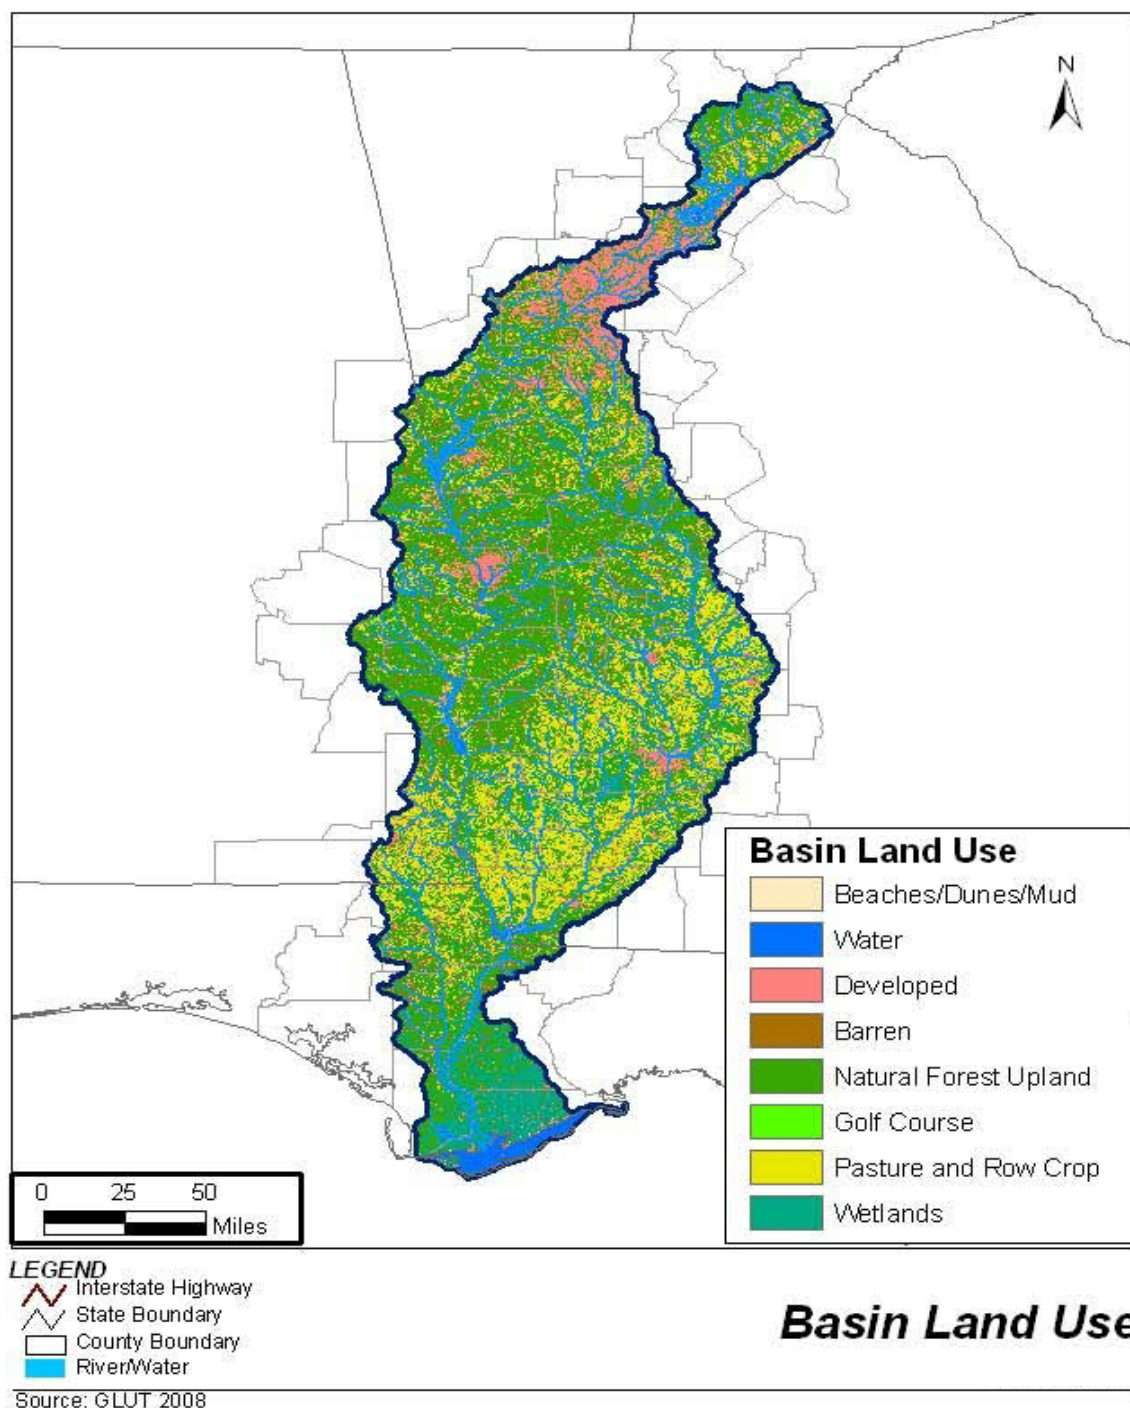 N
Basin Land Use
Beaches/Dunes/Mud
Water
Developed
Barren
Natural Forest Upland
Golf Course
Pasture and Row Crop
Wetlands
0 25 50
Miles
LEGEND
Interstate Highway
State Boundary
County Boundary
River/Water
Basin Land Use
Source: GLUT 2008